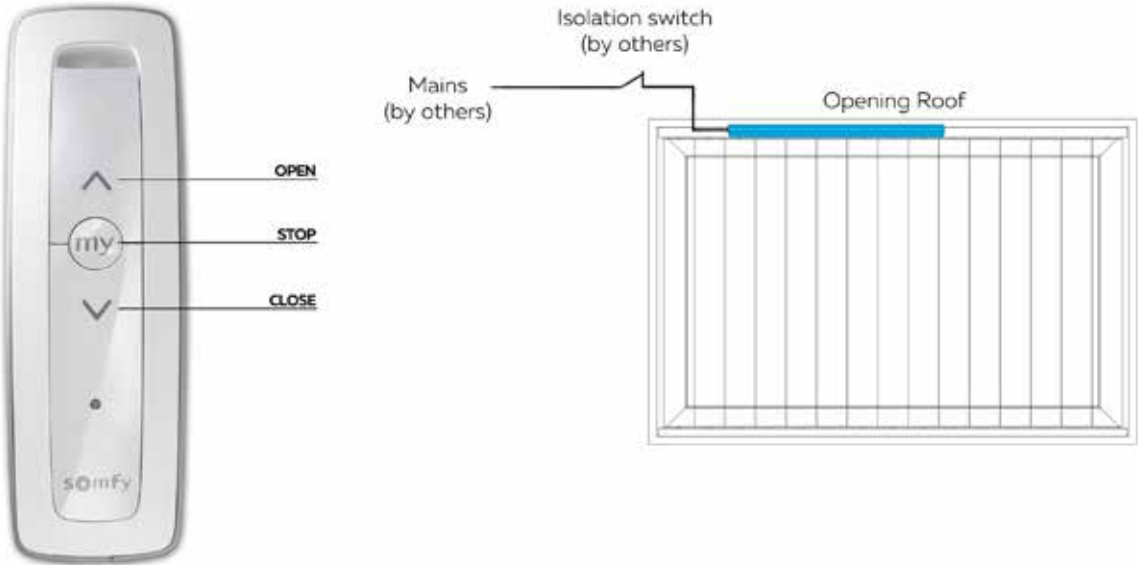 OPEN
my
STOP
CLOSE
somfy
Isolation switch
(by others)
Mains
(by others)
Opening Roof